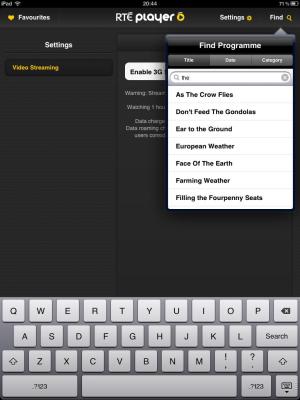 iPad
20:44
71%
Favourites
RTÉ player
Settings
Find
Settings
Video Streaming
Enable 3G S
Warning: Stream
Watching 1 hou
Data charge
Data roaming ch
users consu
Find Programme
Title
Date
Category
the
As The Crow Flies
Don't Feed The Gondolas
Ear to the Ground
European Weather
Face Of The Earth
Farming Weather
Filling the Fourpenny Seats
Q W E R T Y U I O P
A S D F G H J K L Search
Z X C V B N M ! , ? .
.?123 .?123